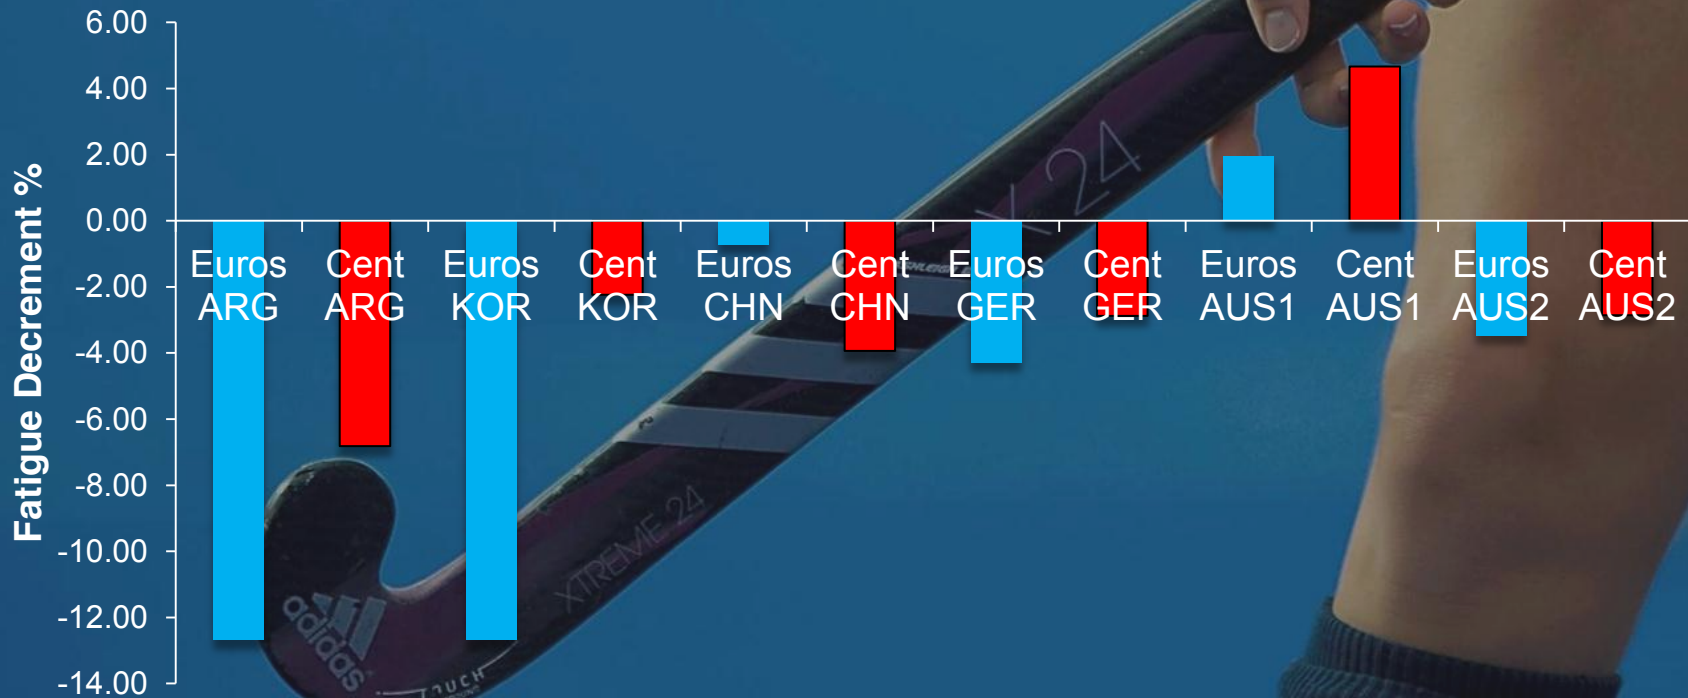 6.00
4.00
2.00
0.00
-2.00
-4.00
-6.00
-8.00
-10.00
-12.00
-14.00
Fatigue Decrement %
Euros
ARG
Cent
ARG
Euros
KOR
Cent
KOR
Euros
CHN
Cent
CHN
Euros
GER
Cent
GER
Euros
AUS1
Cent
AUS1
Euros
AUS2
Cent
AUS2
X 24
XTREME 24
adidas
TOUCH